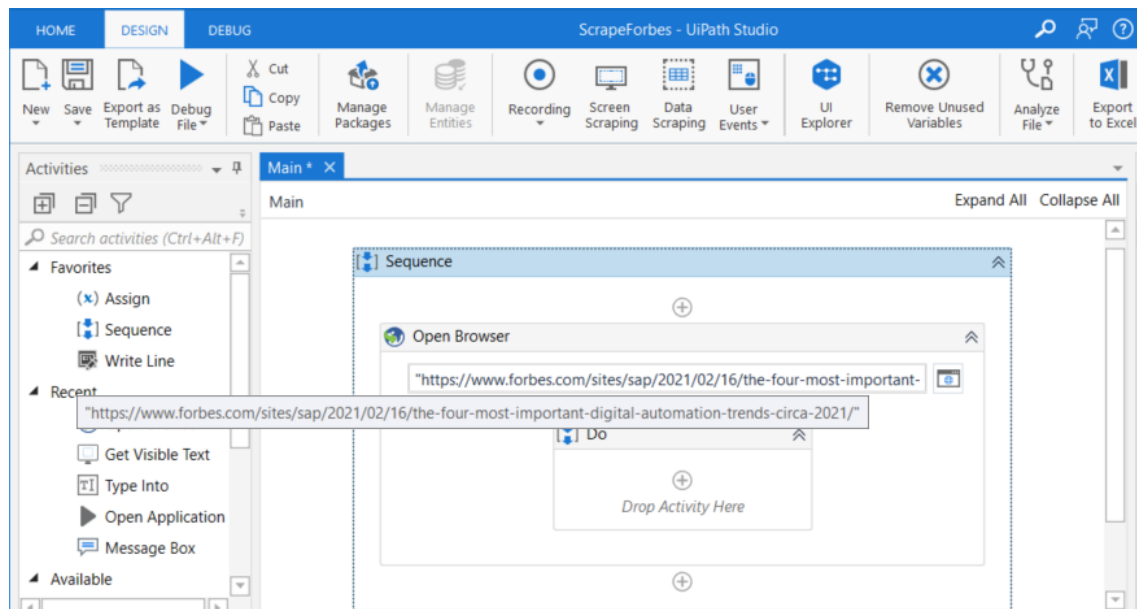 HOME DESIGN DEBUG ScrapeForbes - UiPath Studio
New Save Export as Template Debug File Cut Copy Paste Manage Packages Manage Entities Recording Screen Scraping Data Scraping User Events UI Explorer Remove Unused Variables Analyze File Export to Excel
Activities
Main *
Main Expand All Collapse All
Search activities (Ctrl+Alt+F)
Favorites
Assign
Sequence
Write Line
Recent
Get Visible Text
Type Into
Open Application
Message Box
Available
Sequence
Open Browser
"https://www.forbes.com/sites/sap/2021/02/16/the-four-most-important-
"https://www.forbes.com/sites/sap/2021/02/16/the-four-most-important-digital-automation-trends-circa-2021/"
Do
Drop Activity Here